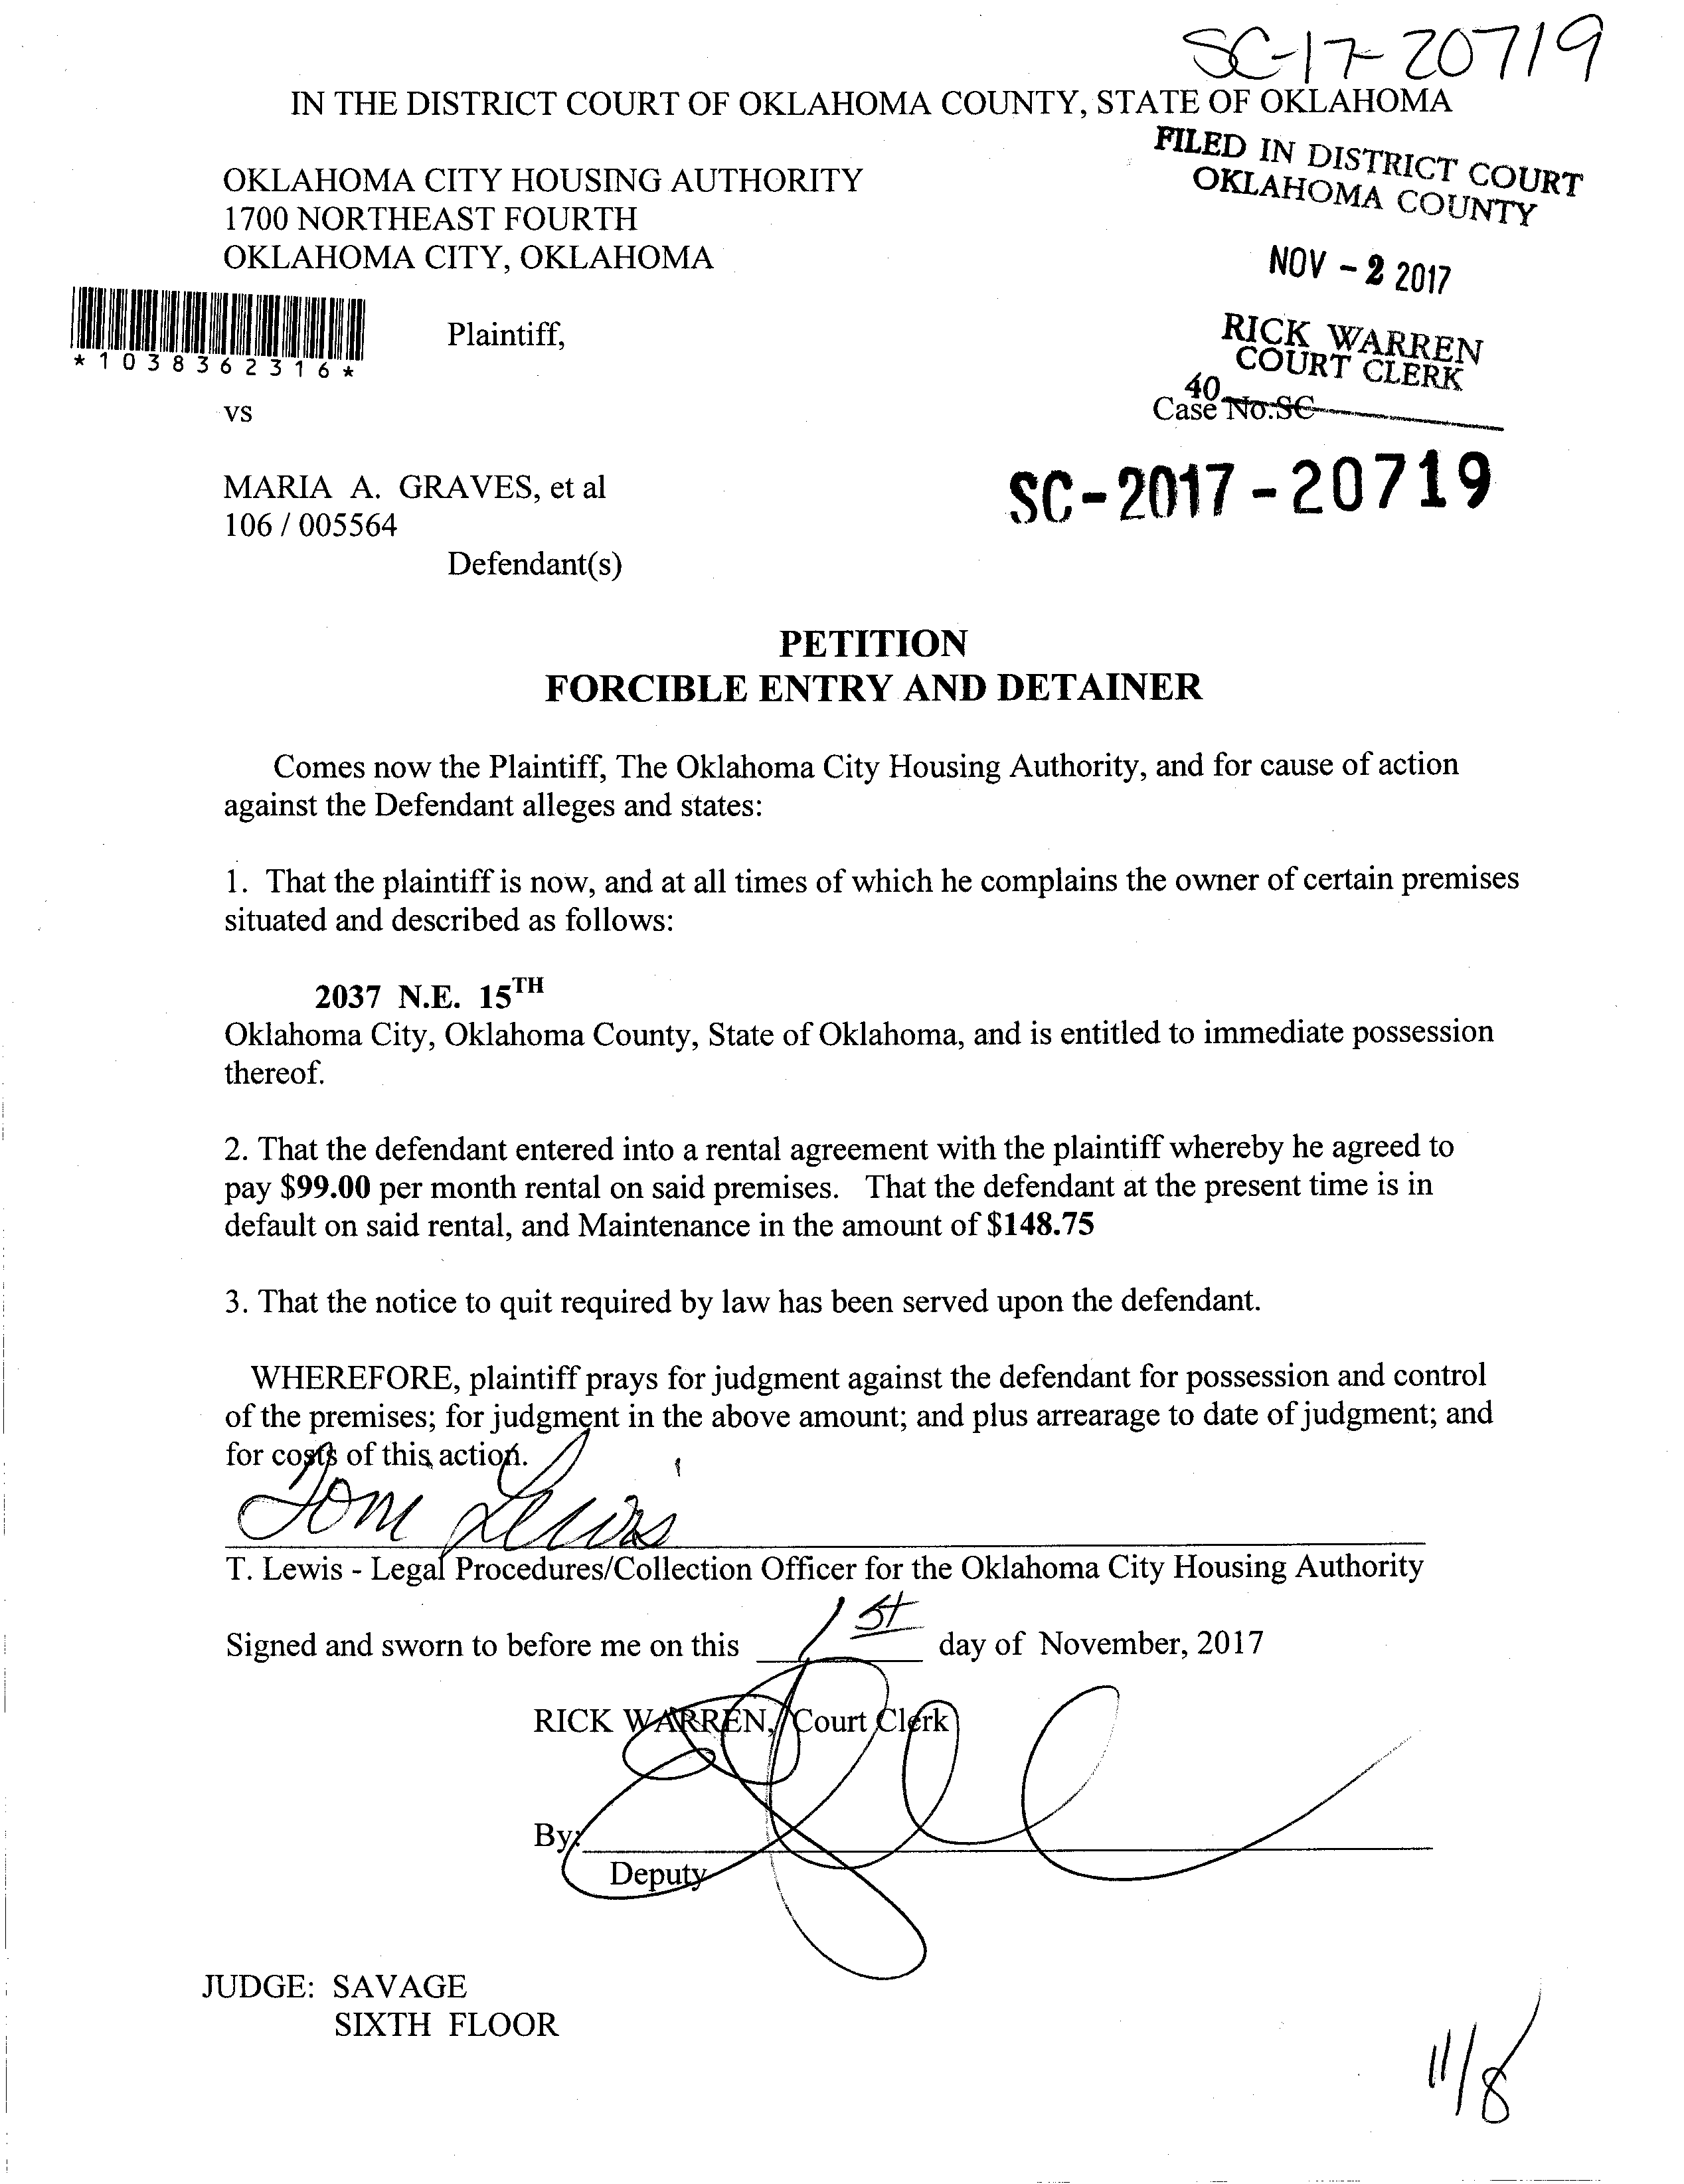 SC-17-20719
IN THE DISTRICT COURT OF OKLAHOMA COUNTY, STATE OF OKLAHOMA
FILED IN DISTRICT COURT
OKLAHOMA COUNTY
OKLAHOMA CITY HOUSING AUTHORITY
1700 NORTHEAST FOURTH
OKLAHOMA CITY, OKLAHOMA
NOV - 2 2017
*1038362316*
Plaintiff,
RICK WARREN
COURT CLERK
40
vs
Case No.SC
MARIA A. GRAVES, et al
SC-2017-20719
106 / 005564
Defendant(s)
PETITION
FORCIBLE ENTRY AND DETAINER
Comes now the Plaintiff, The Oklahoma City Housing Authority, and for cause of action
against the Defendant alleges and states:
1. That the plaintiff is now, and at all times of which he complains the owner of certain premises
situated and described as follows:
2037 N.E. 15TH
Oklahoma City, Oklahoma County, State of Oklahoma, and is entitled to immediate possession
thereof.
2. That the defendant entered into a rental agreement with the plaintiff whereby he agreed to
pay $99.00 per month rental on said premises. That the defendant at the present time is in
default on said rental, and Maintenance in the amount of $148.75
3. That the notice to quit required by law has been served upon the defendant.
WHEREFORE, plaintiff prays for judgment against the defendant for possession and control
of the premises; for judgment in the above amount; and plus arrearage to date of judgment; and
for costs of this action.
Tom Lewis
T. Lewis - Legal Procedures/Collection Officer for the Oklahoma City Housing Authority
Signed and sworn to before me on this 1st day of November, 2017
RICK WARREN, Court Clerk
By:
Deputy
JUDGE: SAVAGE
SIXTH FLOOR
11/8